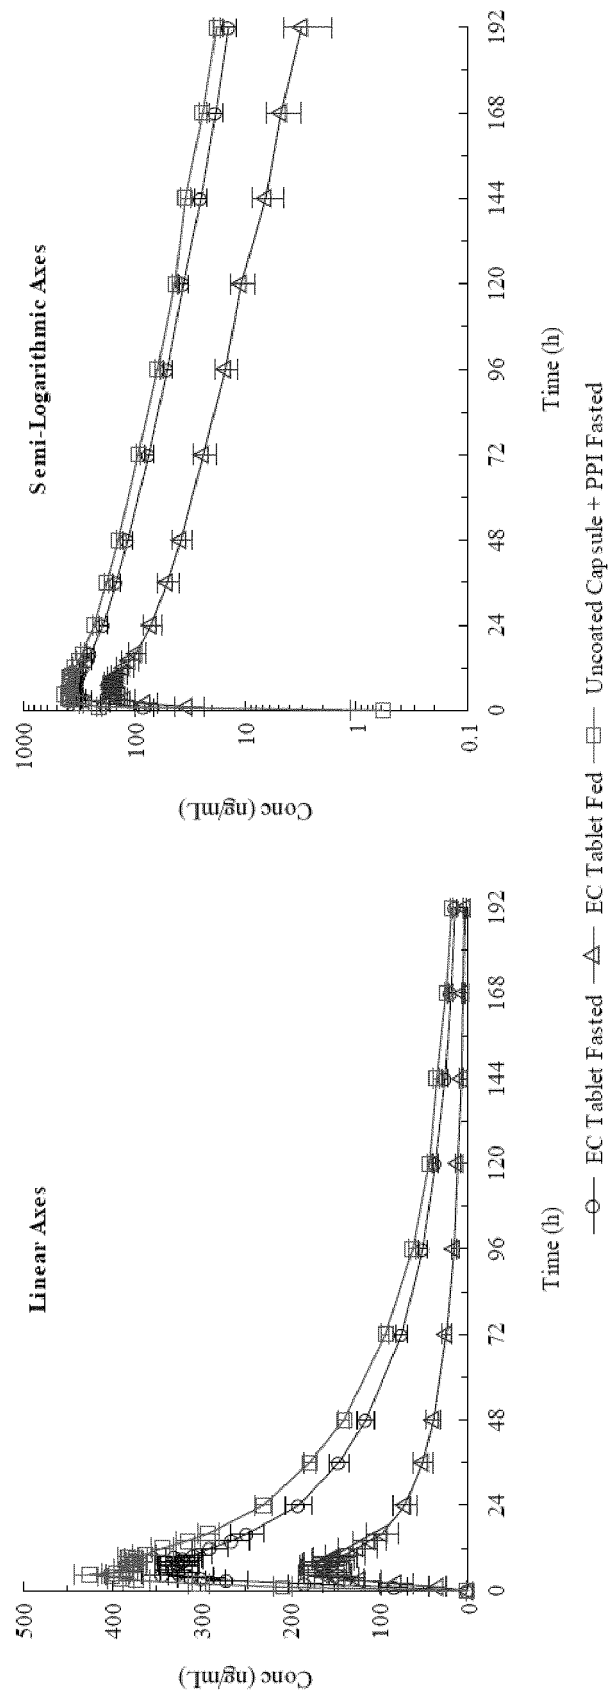 Linear Axes
Conc (ng/mL)
500
400
300
200
100
0
0 24 48 72 96 120 144 168 192
Time (h)
Semi-Logarithmic Axes
Conc (ng/mL)
1000
100
10
1
0.1
0 24 48 72 96 120 144 168 192
Time (h)
EC Tablet Fasted EC Tablet Fed Uncoated Capsule + PPI Fasted